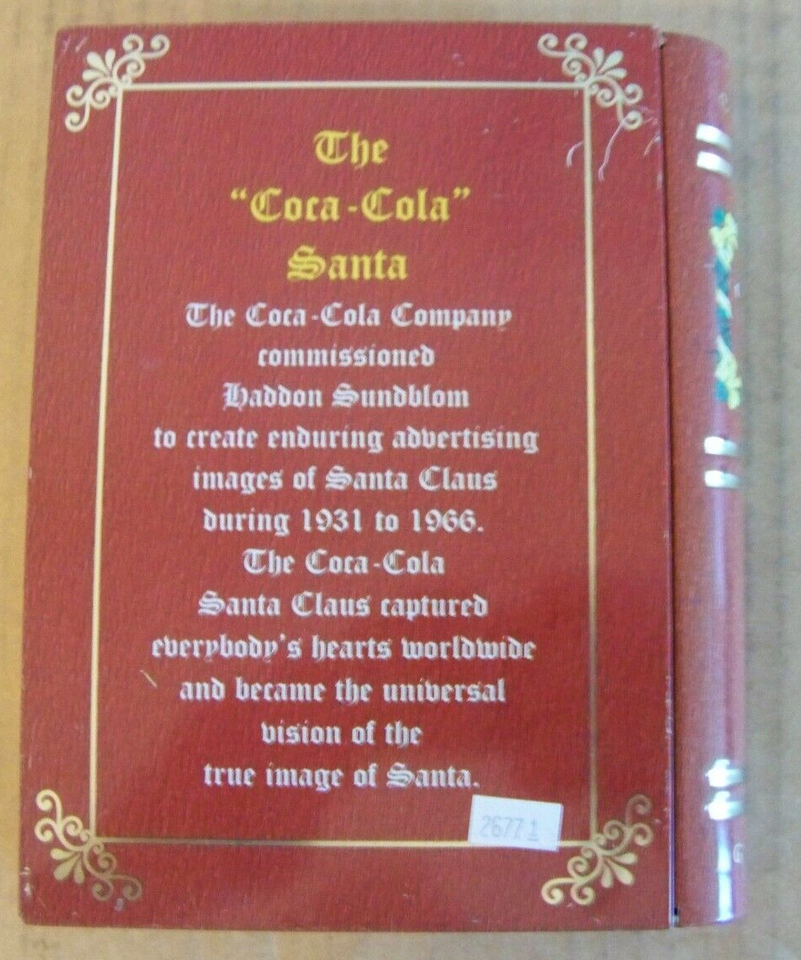 The
“Coca-Cola”
Santa
The Coca-Cola Company
commissioned
Haddon Sundblom
to create enduring advertising
images of Santa Claus
during 1931 to 1966.
The Coca-Cola
Santa Claus captured
everybody's hearts worldwide
and became the universal
vision of the
true image of Santa.
26771